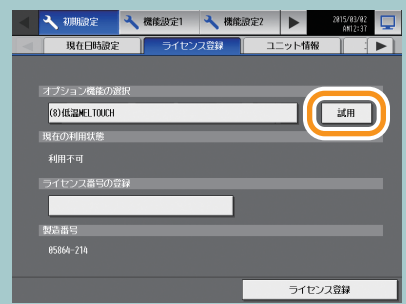 初期設定
機能設定1
機能設定2
2015/03/02
AM12:37
現在日時設定
ライセンス登録
ユニット情報
オプション機能の選択
(8)低温MELTOUCH
試用
現在の利用状態
利用不可
ライセンス番号の登録
製造番号
05864-214
ライセンス登録